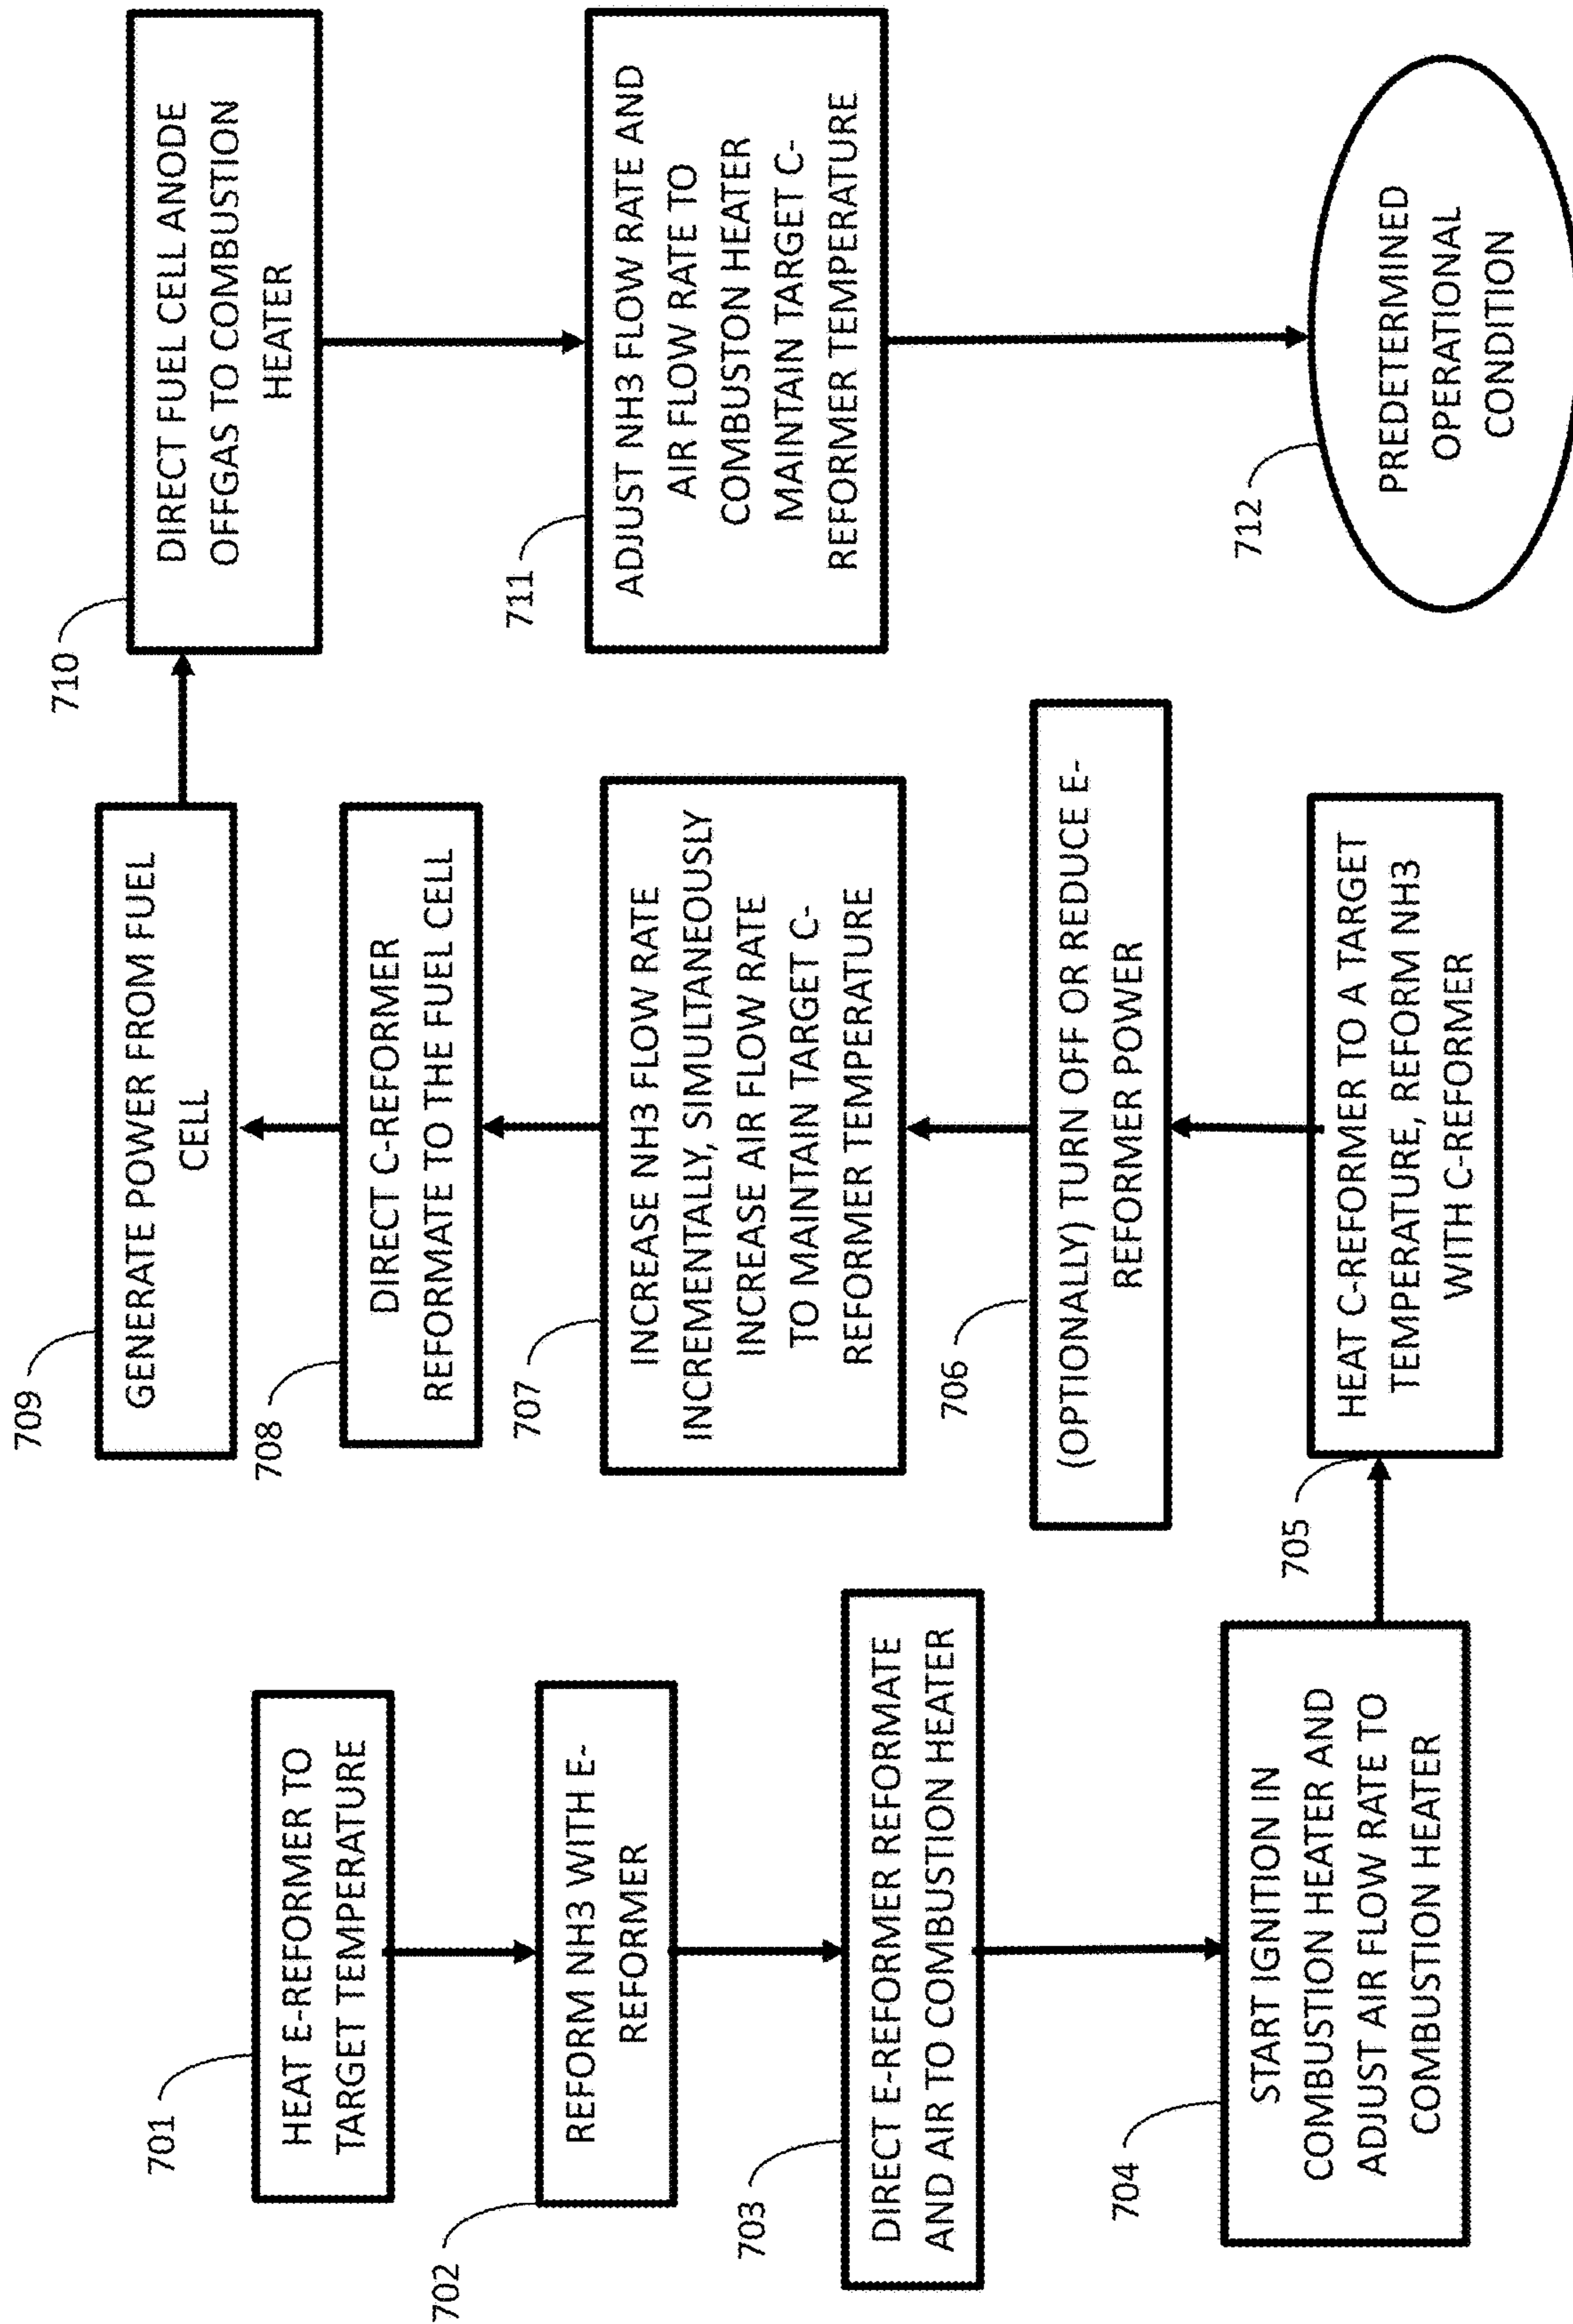 701
HEAT E-REFORMER TO
TARGET TEMPERATURE
702
REFORM NH3 WITH E-
REFORMER
703
DIRECT E-REFORMER REFORMATE
AND AIR TO COMBUSTION HEATER
704
START IGNITION IN
COMBUSTION HEATER AND
ADJUST AIR FLOW RATE TO
COMBUSTION HEATER
705
HEAT C-REFORMER TO A TARGET
TEMPERATURE, REFORM NH3
WITH C-REFORMER
706
(OPTIONALLY) TURN OFF OR REDUCE E-
REFORMER POWER
707
INCREASE NH3 FLOW RATE
INCREMENTALLY, SIMULTANEOUSLY
INCREASE AIR FLOW RATE
TO MAINTAIN TARGET C-
REFORMER TEMPERATURE
708
DIRECT C-REFORMER
REFORMATE TO THE FUEL CELL
709
GENERATE POWER FROM FUEL
CELL
710
DIRECT FUEL CELL ANODE
OFFGAS TO COMBUSTION
HEATER
711
ADJUST NH3 FLOW RATE AND
AIR FLOW RATE TO
COMBUSTON HEATER
MAINTAIN TARGET C-
REFORMER TEMPERATURE
712
PREDETERMINED
OPERATIONAL
CONDITION